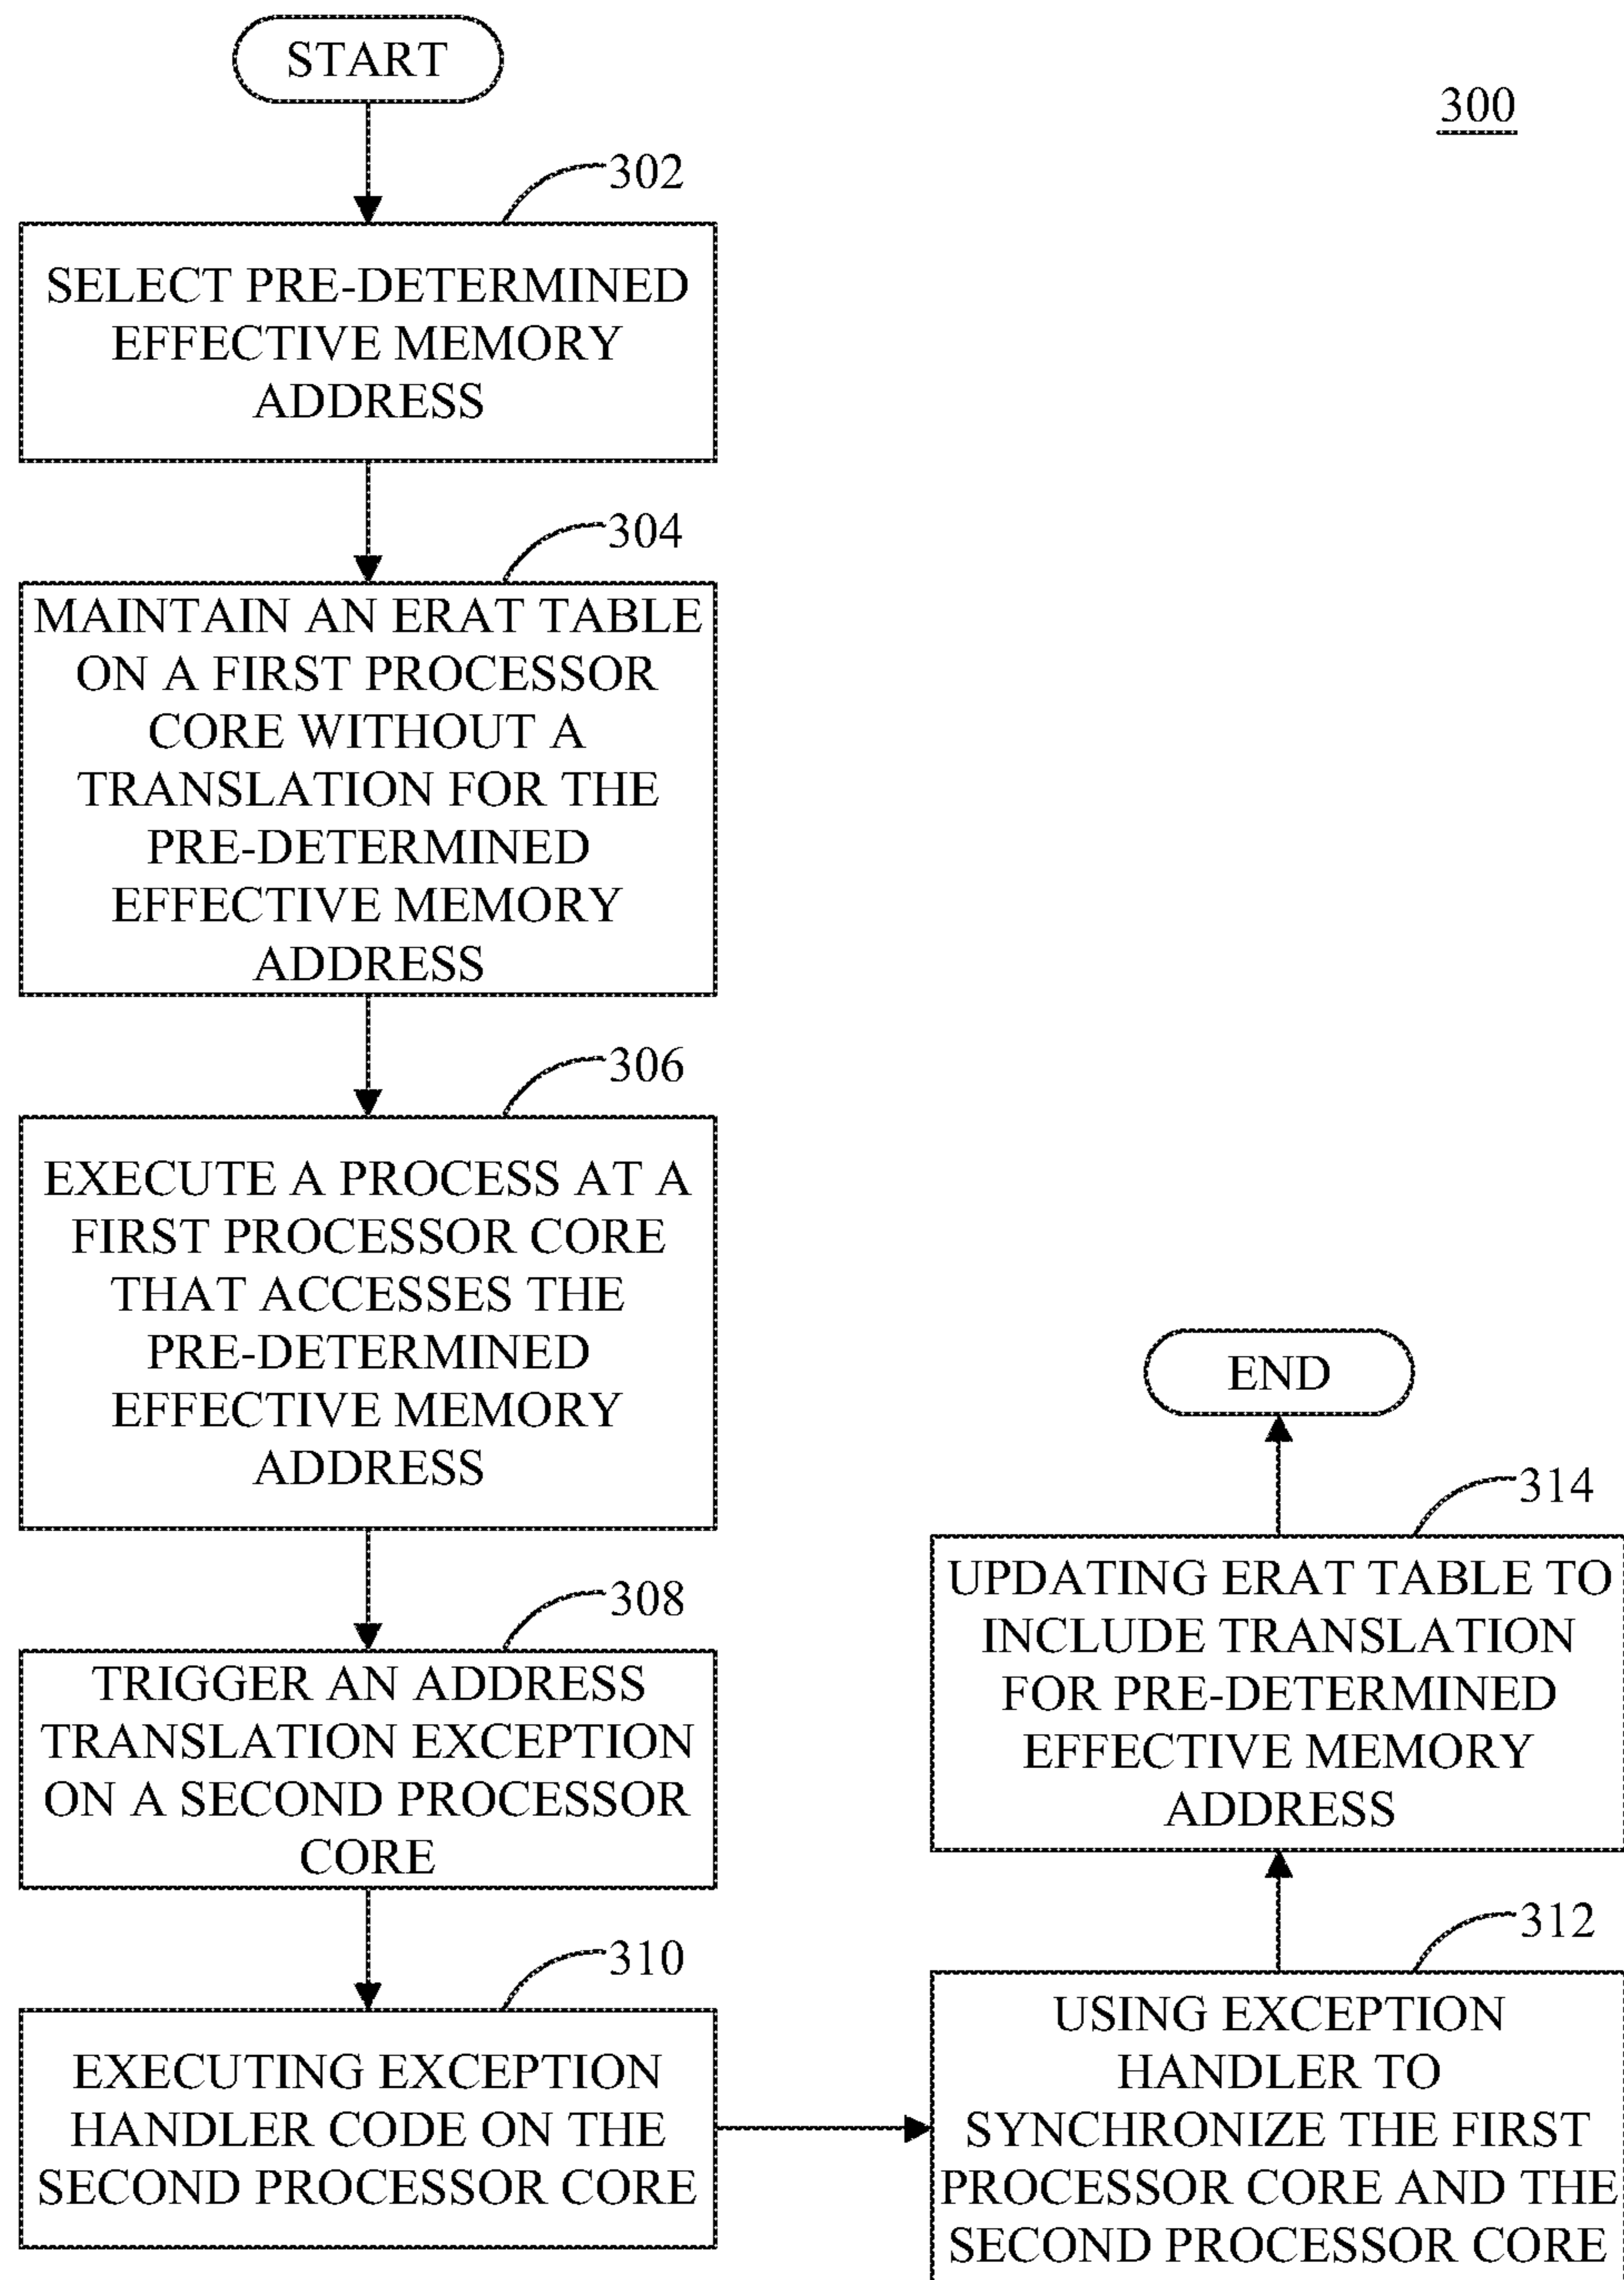 START
300
302
SELECT PRE-DETERMINED
EFFECTIVE MEMORY
ADDRESS
304
MAINTAIN AN ERAT TABLE
ON A FIRST PROCESSOR
CORE WITHOUT A
TRANSLATION FOR THE
PRE-DETERMINED
EFFECTIVE MEMORY
ADDRESS
306
EXECUTE A PROCESS AT A
FIRST PROCESSOR CORE
THAT ACCESSES THE
PRE-DETERMINED
EFFECTIVE MEMORY
ADDRESS
308
TRIGGER AN ADDRESS
TRANSLATION EXCEPTION
ON A SECOND PROCESSOR
CORE
310
EXECUTING EXCEPTION
HANDLER CODE ON THE
SECOND PROCESSOR CORE
312
USING EXCEPTION
HANDLER TO
SYNCHRONIZE THE FIRST
PROCESSOR CORE AND THE
SECOND PROCESSOR CORE
314
UPDATING ERAT TABLE TO
INCLUDE TRANSLATION
FOR PRE-DETERMINED
EFFECTIVE MEMORY
ADDRESS
END